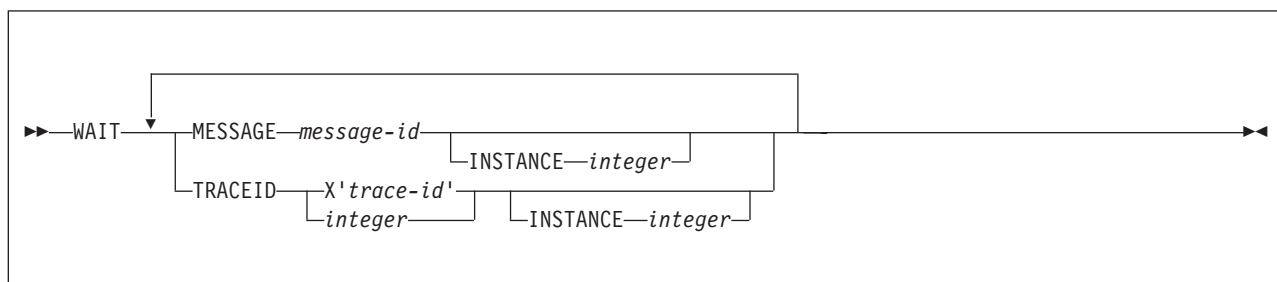 WAIT MESSAGE message-id
INSTANCE integer
TRACEID X'trace-id'
integer INSTANCE integer